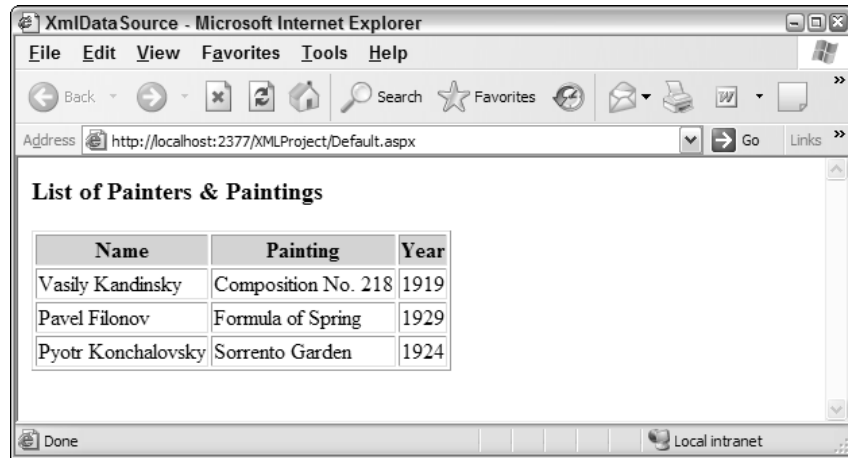 XmlDataSource - Microsoft Internet Explorer
File Edit View Favorites Tools Help
Back Search Favorites W »
Address http://localhost:2377/XMLProject/Default.aspx Go Links »
List of Painters & Paintings
Name Painting Year
Vasily Kandinsky Composition No. 218 1919
Pavel Filonov Formula of Spring 1929
Pyotr Konchalovsky Sorrento Garden 1924
Done Local intranet